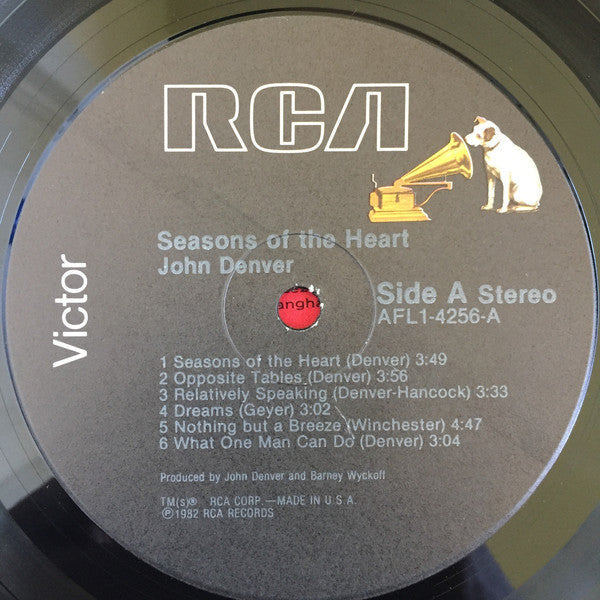 RCA
Victor
Seasons of the Heart
John Denver
Side A Stereo
AFL1-4256-A
1 Seasons of the Heart (Denver) 3:49
2 Opposite Tables (Denver) 3:56
3 Relatively Speaking (Denver-Hancock) 3:33
4 Dreams (Geyer) 3:02
5 Nothing but a Breeze (Winchester) 4:47
6 What One Man Can Do (Denver) 3:04
Produced by John Denver and Barney Wyckoff
TM(s)® RCA CORP.—MADE IN U.S.A.
℗1982 RCA RECORDS